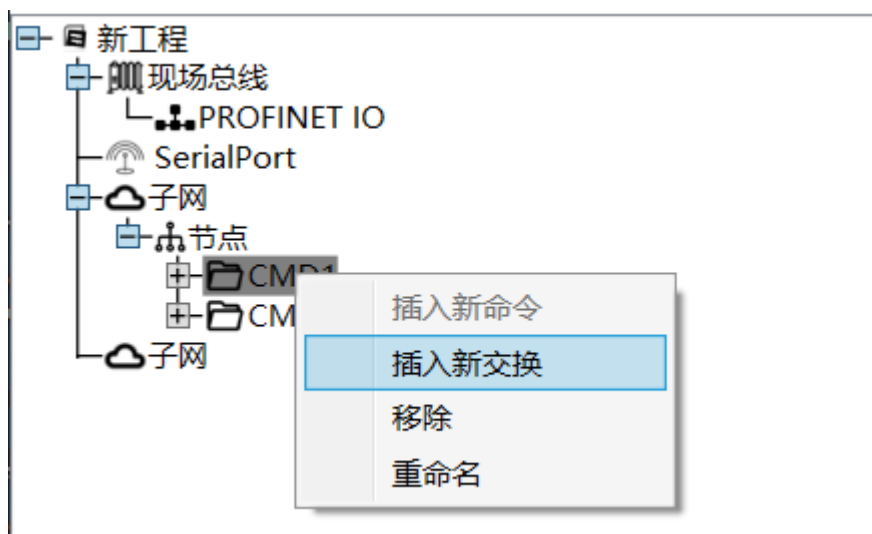 新工程
现场总线
PROFINET IO
SerialPort
子网
节点
CMD1
CM
子网
插入新命令
插入新交换
移除
重命名